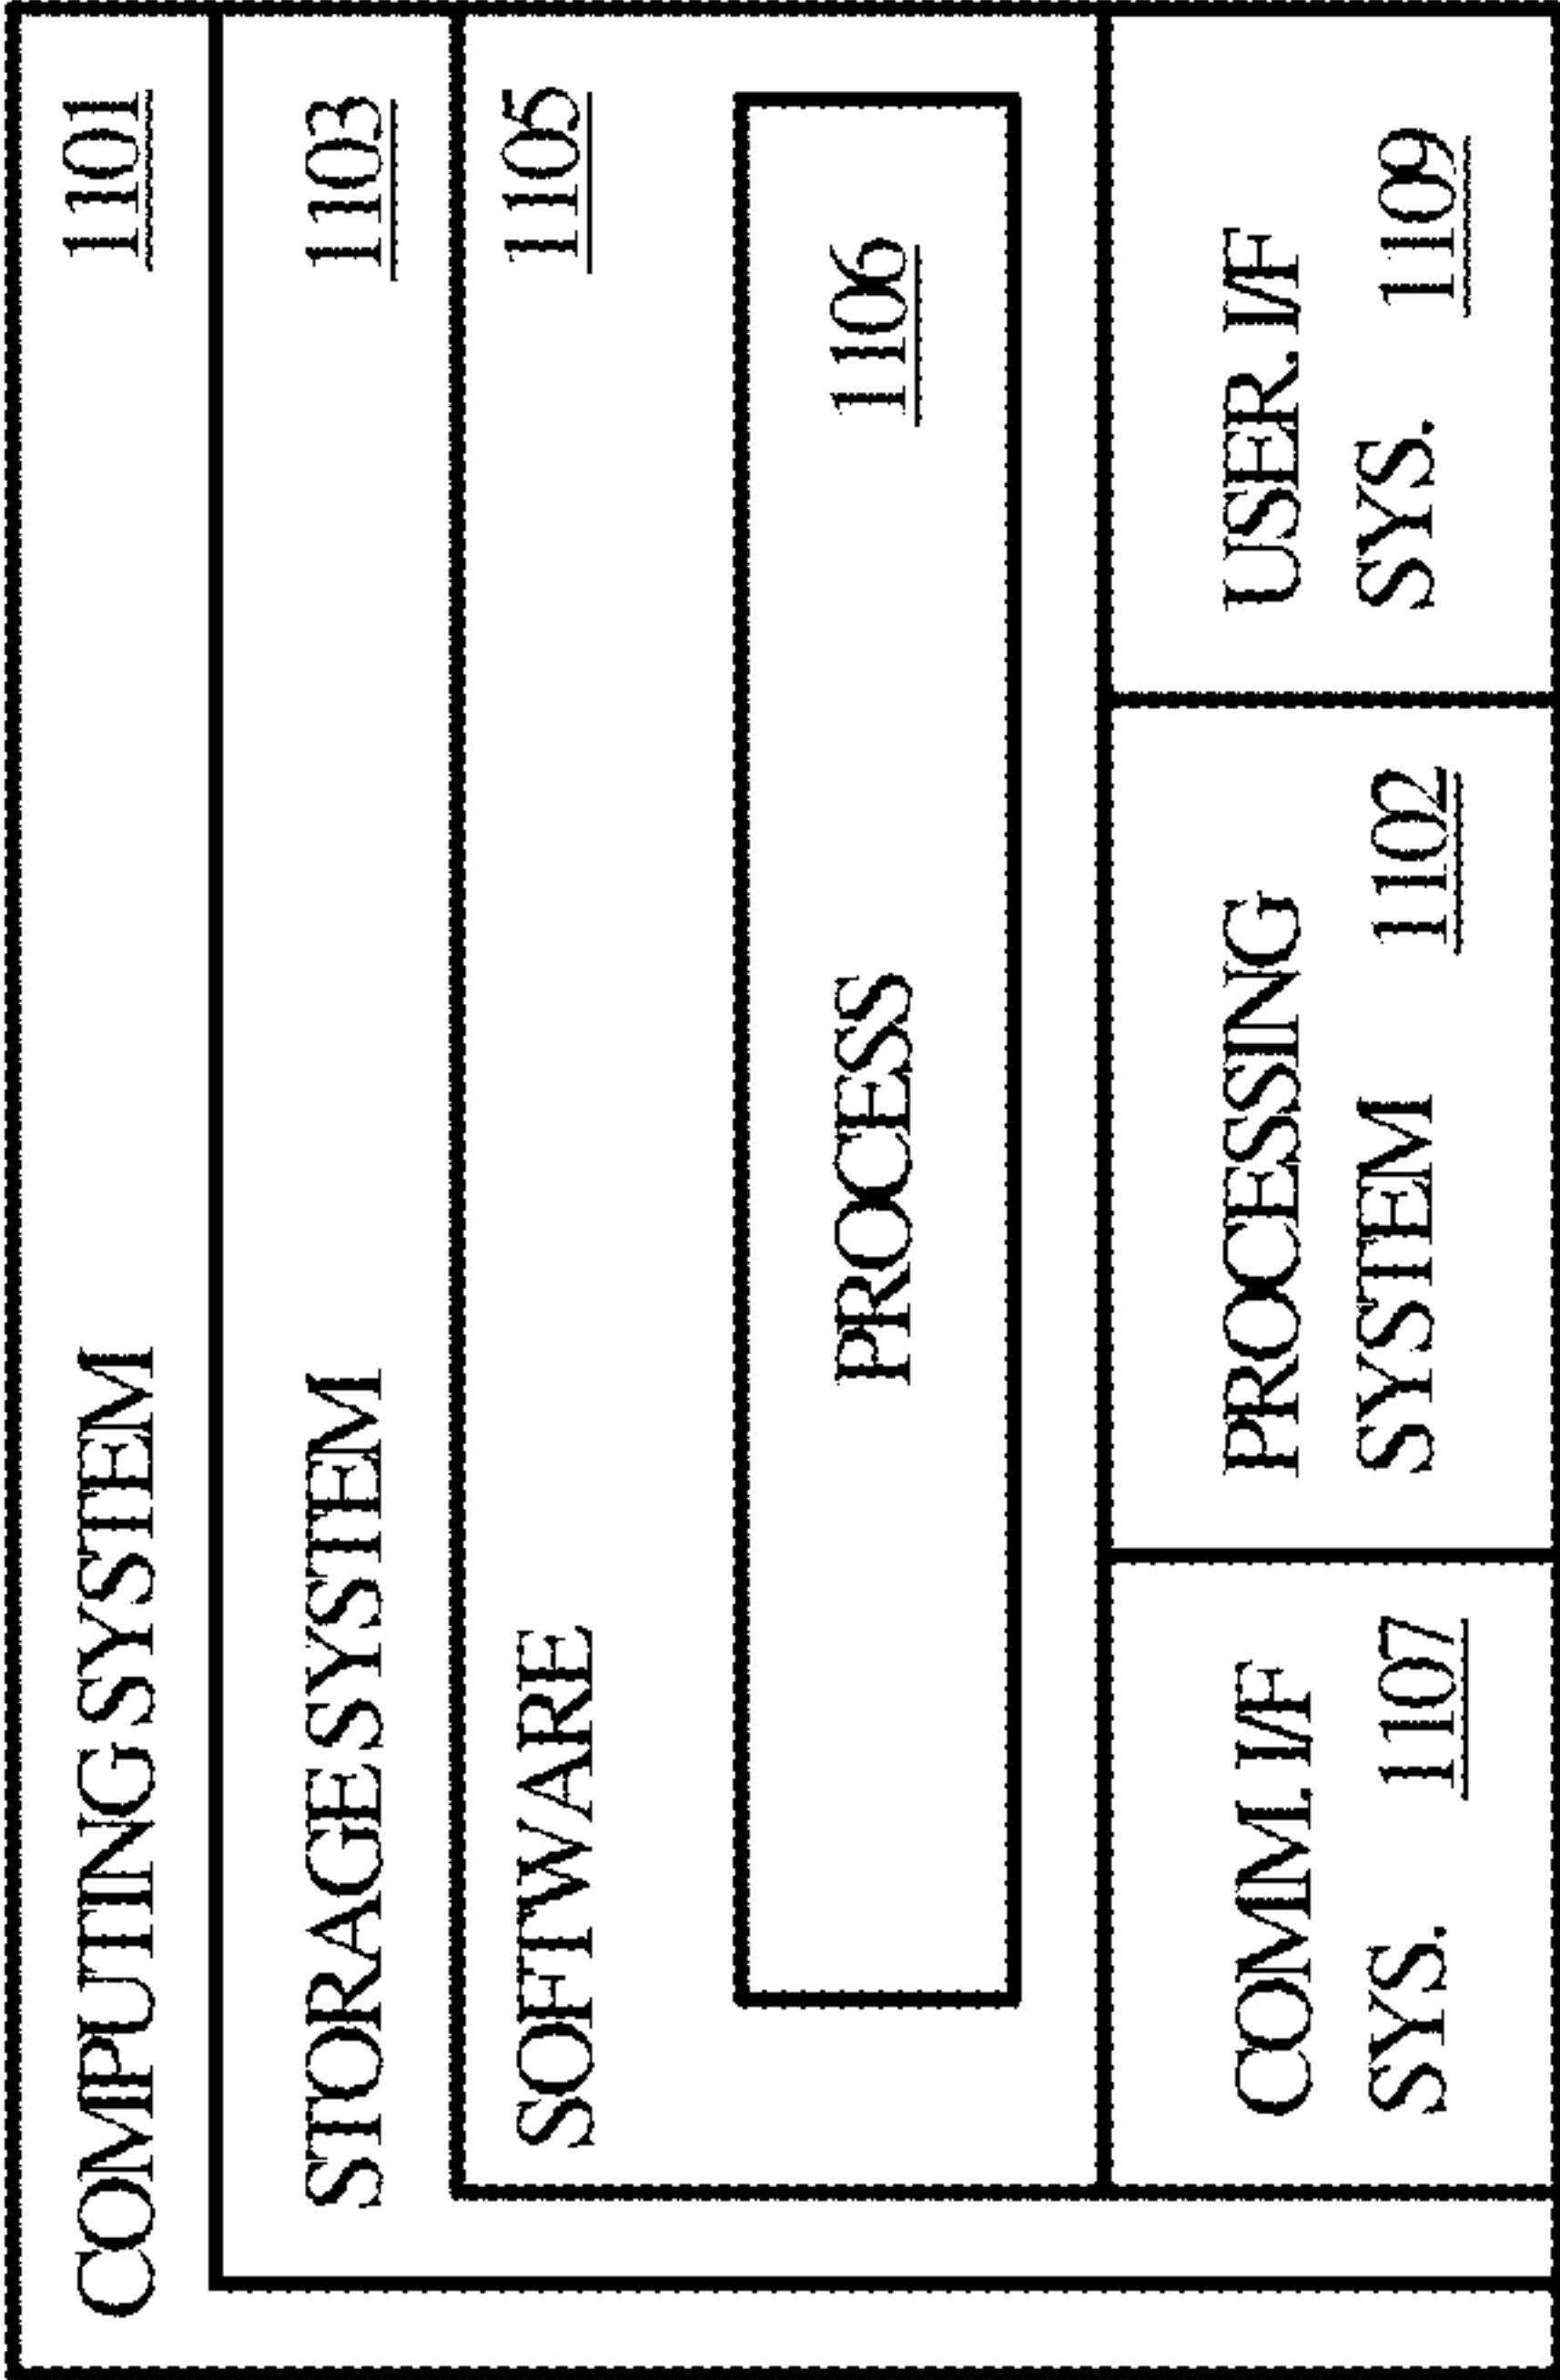 COMPUTING SYSTEM 1101
STORAGE SYSTEM 1103
SOFTWARE 1105
PROCESS 1106
COMM. I/F
SYS. 1107
PROCESSING
SYSTEM 1102
USER. I/F
SYS. 1109